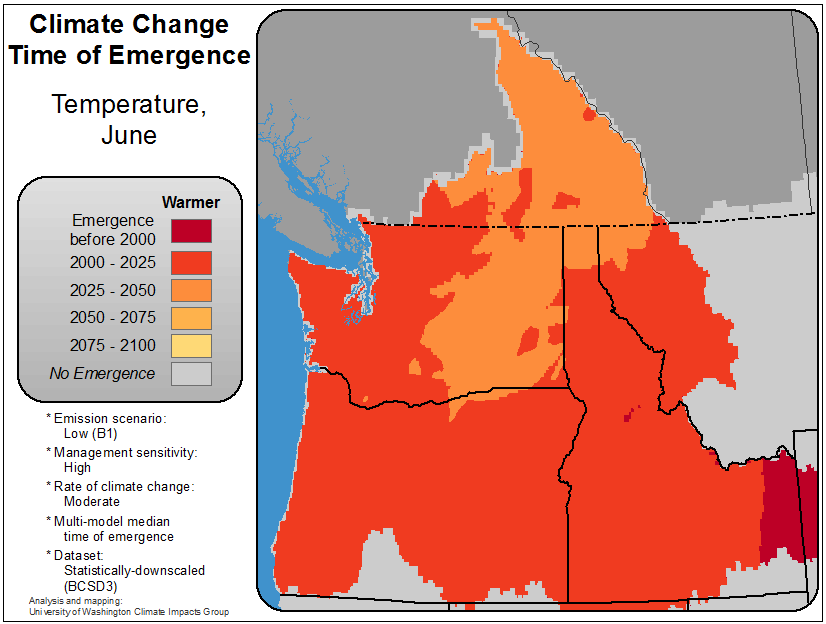 Climate Change
Time of Emergence
Temperature,
June
Warmer
Emergence
before 2000
2000 - 2025
2025 - 2050
2050 - 2075
2075 - 2100
No Emergence
* Emission scenario:
Low (B1)
* Management sensitivity:
High
* Rate of climate change:
Moderate
* Multi-model median
time of emergence
* Dataset:
Statistically-downscaled
(BCSD3)
Analysis and mapping:
University of Washington Climate Impacts Group